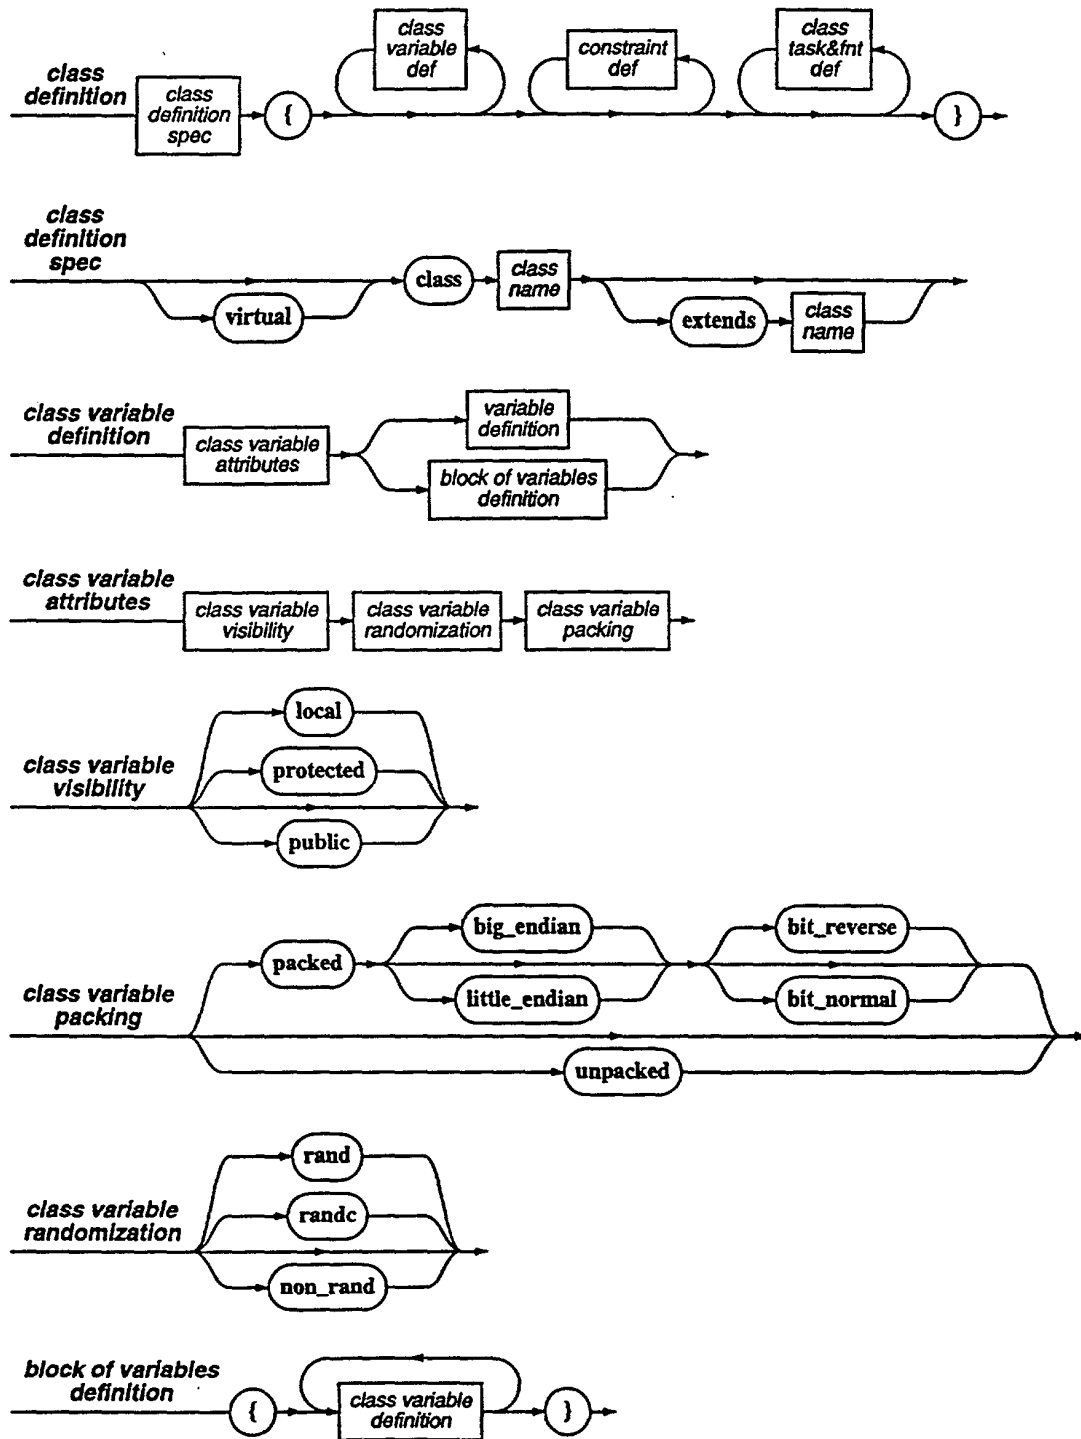 class
variable
def
constraint
def
class
task&fnt
def
class
definition
class
definition
spec
{
}
class
definition
spec
class
class
name
virtual
extends
class
name
class variable
definition
class variable
attributes
variable
definition
block of variables
definition
class variable
attributes
class variable
visibility
class variable
randomization
class variable
packing
class variable
visibility
local
protected
public
class variable
packing
packed
big_endian
little_endian
bit_reverse
bit_normal
unpacked
class variable
randomization
rand
randc
non_rand
block of variables
definition
{
class variable
definition
}